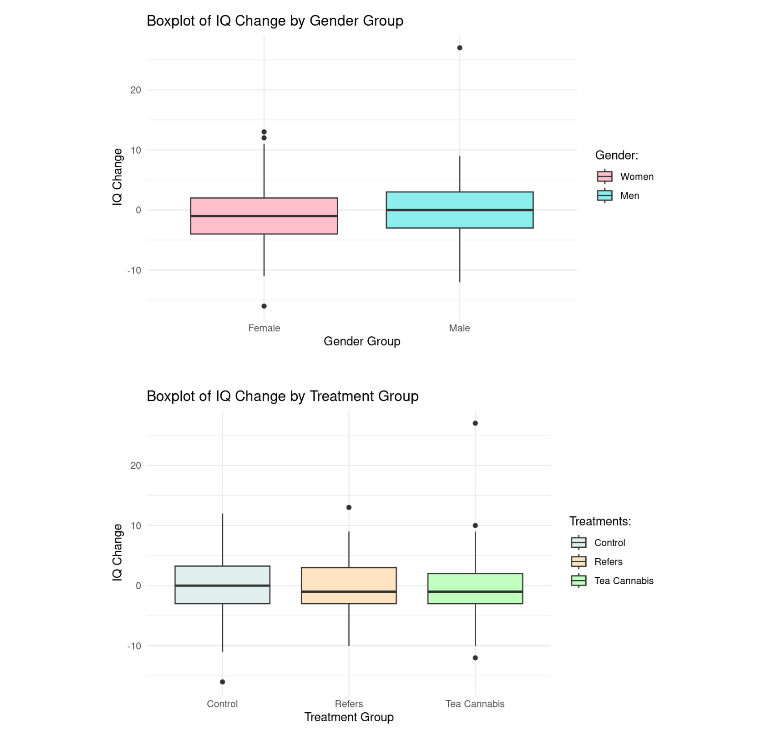 Boxplot of IQ Change by Gender Group
IQ Change
20
10
0
-10
Female
Male
Gender Group
Gender:
Women
Men
Boxplot of IQ Change by Treatment Group
IQ Change
20
10
0
-10
Control
Refers
Tea Cannabis
Treatment Group
Treatments:
Control
Refers
Tea Cannabis